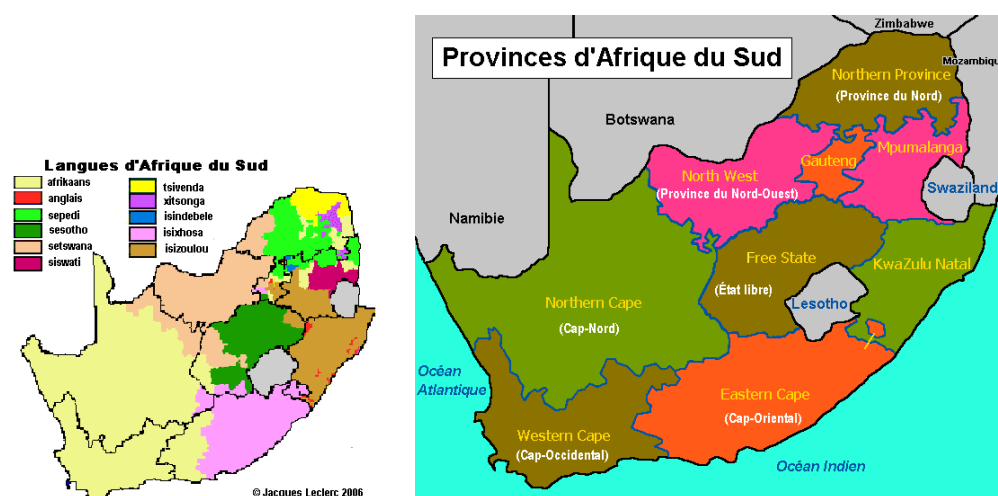 Langues d'Afrique du Sud
afrikaans
anglais
sepedi
sesotho
setswana
siswati
tsivenda
xitsonga
isindebele
isixhosa
isizoulou
© Jacques Leclerc 2006
Provinces d'Afrique du Sud
Zimbabwe
Mozambique
Botswana
Namibie
Northern Province
(Province du Nord)
Mpumalanga
Gauteng
North West
(Province du Nord-Ouest)
Swaziland
Free State
(État libre)
KwaZulu Natal
Lesotho
Northern Cape
(Cap-Nord)
Océan
Atlantique
Eastern Cape
(Cap-Oriental)
Western Cape
(Cap-Occidental)
Océan Indien